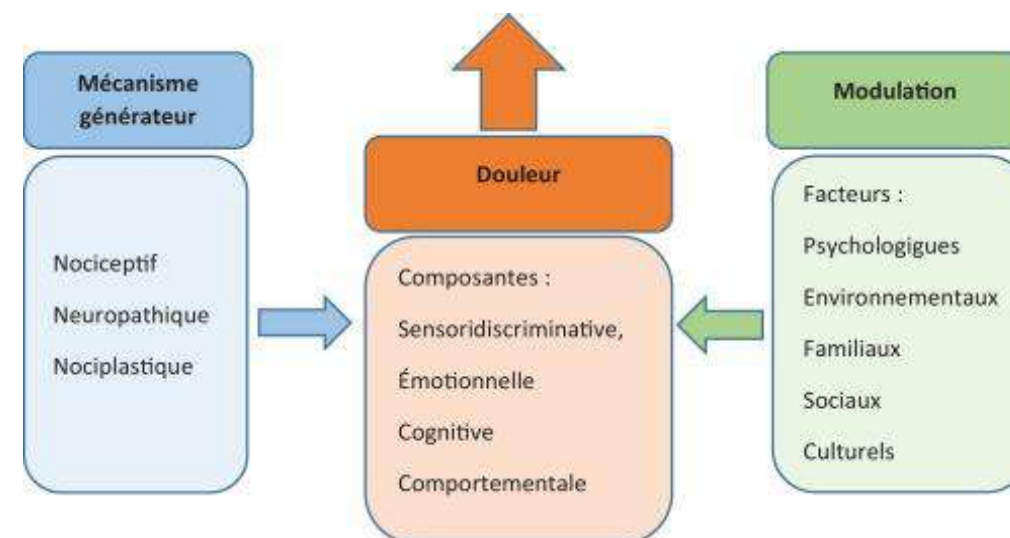 Mécanisme
générateur
Nociceptif
Neuropathique
Nociplastique
Douleur
Composantes :
Sensoridiscriminative,
Émotionnelle
Cognitive
Comportementale
Modulation
Facteurs :
Psychologigues
Environnementaux
Familiaux
Sociaux
Culturels